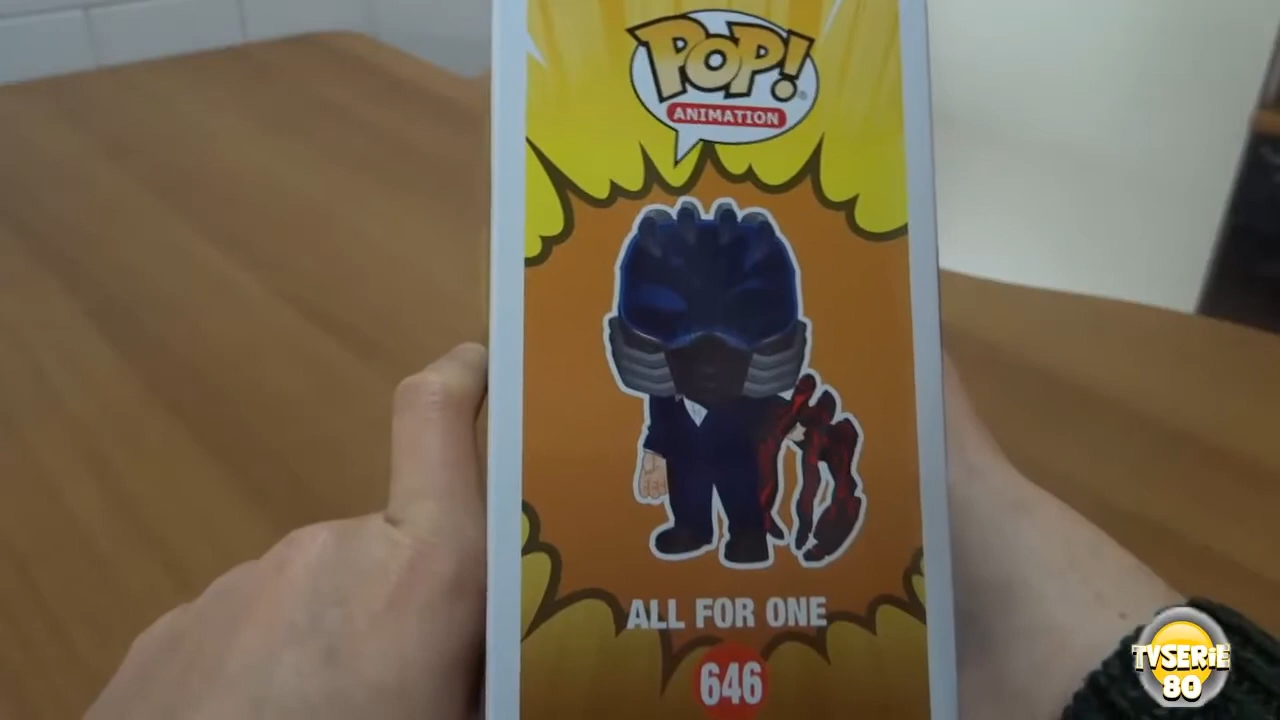 POP!
ANIMATION
ALL FOR ONE
646
TVSERIE
80